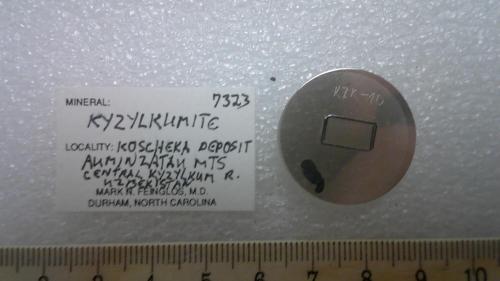 MINERAL: 7323
KYZYLKUMITE
LOCALITY: KOSCHEKA DEPOSIT
AUMINZATAU MTS
CENTRAL KYZYLKUM R.
UZBEKISTAN
MARK N. FEINGLOS, M.D.
DURHAM, NORTH CAROLINA
KZK-10
1 2 3 4 5 6 7 8 9 10